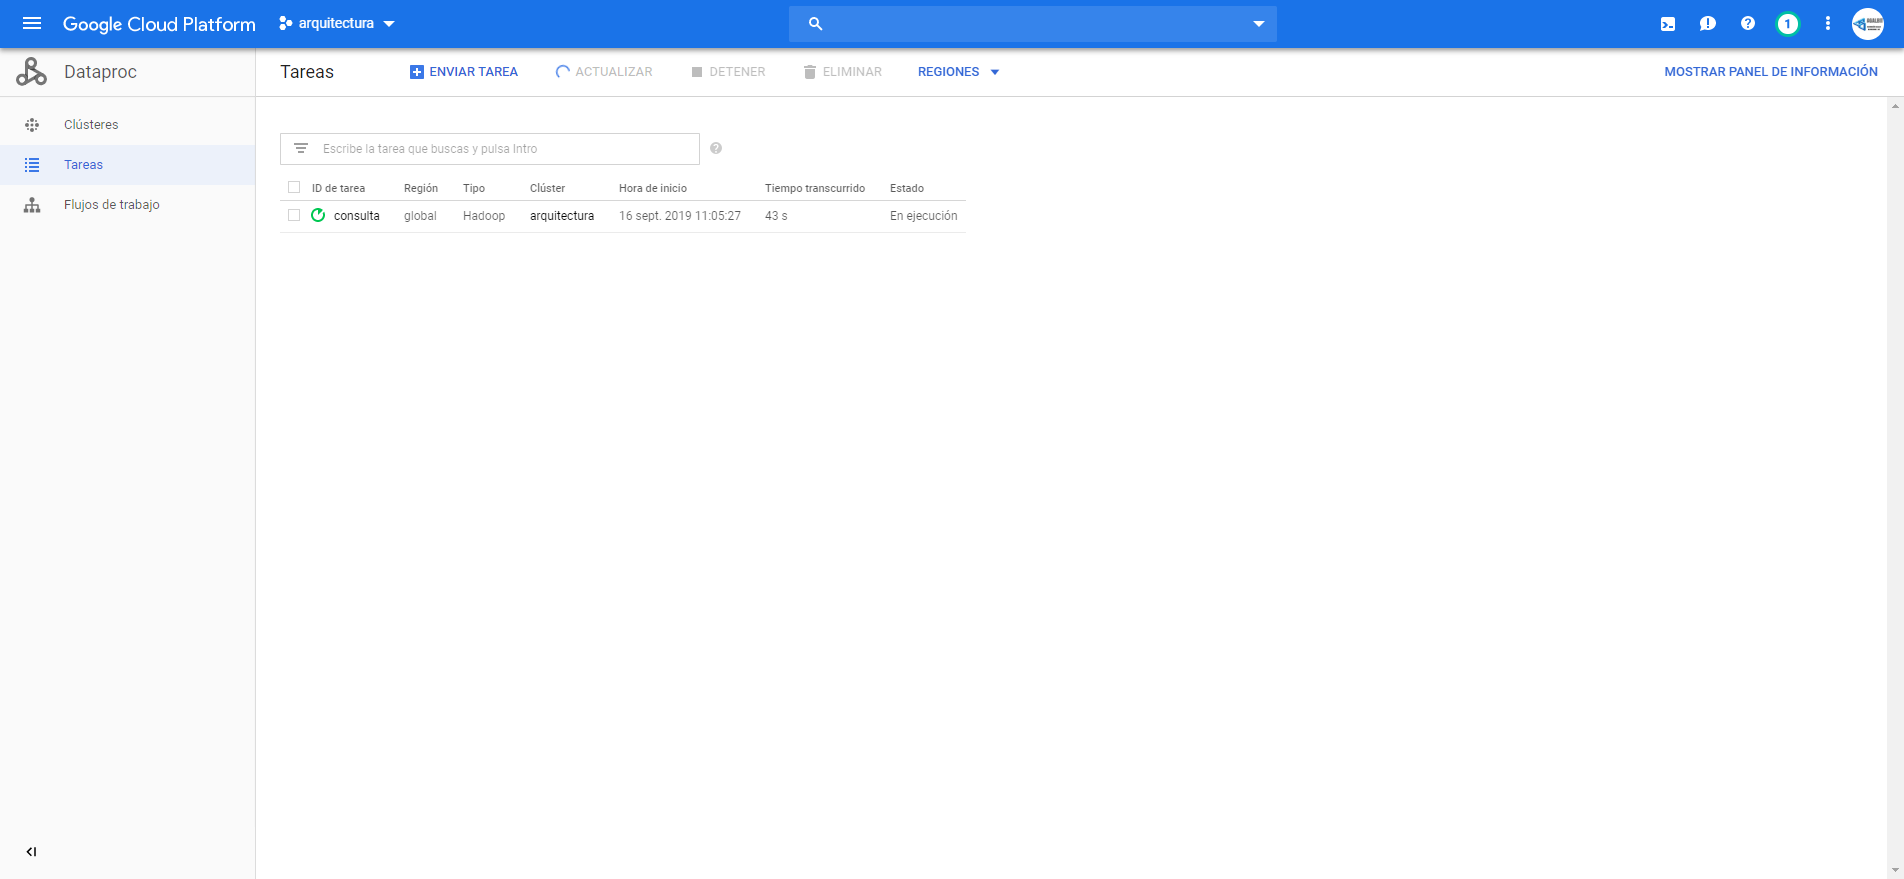 Google Cloud Platform arquitectura 1
Dataproc Tareas ENVIAR TAREA ACTUALIZAR DETENER ELIMINAR REGIONES MOSTRAR PANEL DE INFORMACIÓN
Clústeres
Tareas
Flujos de trabajo
Escribe la tarea que buscas y pulsa Intro
ID de tarea Región Tipo Clúster Hora de inicio Tiempo transcurrido Estado
consulta global Hadoop arquitectura 16 sept. 2019 11:05:27 43 s En ejecución